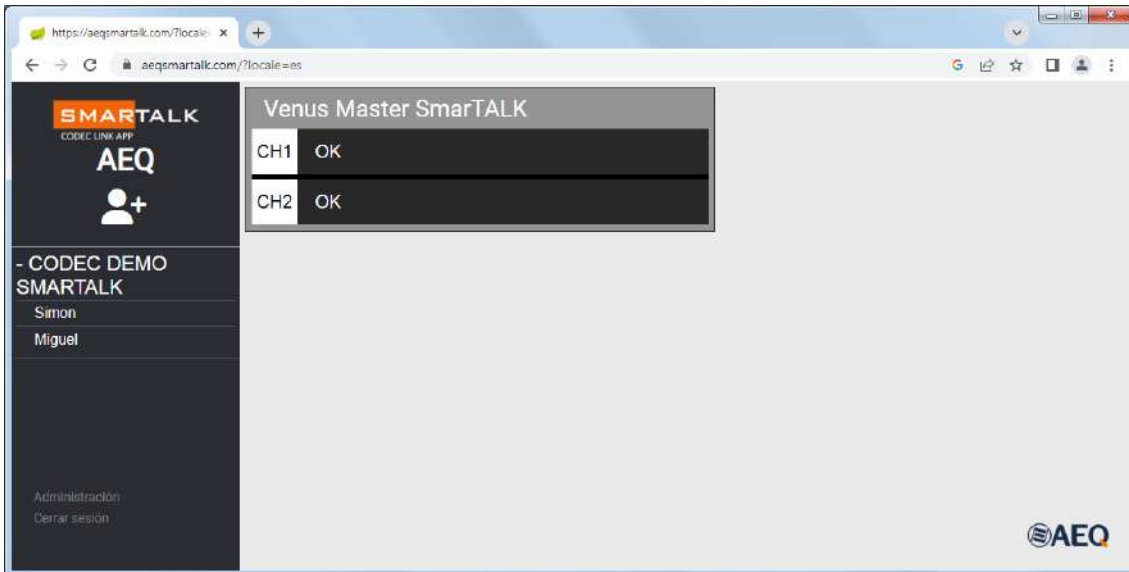 https://aeqsmartalk.com/?locale=
aeqsmartalk.com/?locale=es
SMARTALK
CODEC LINK APP
AEQ
- CODEC DEMO
SMARTALK
Simon
Miguel
Administración
Cerrar sesión
Venus Master SmarTALK
CH1 OK
CH2 OK
AEQ